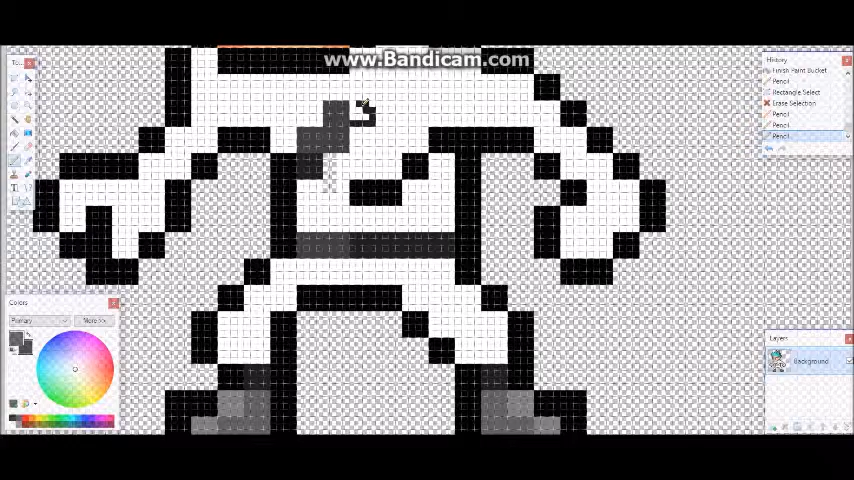 www.Bandicam.com
To...
History
Finish Paint Bucket
Pencil
Rectangle Select
Erase Selection
Pencil
Pencil
Pencil
Colors
Primary
More >>
Layers
Background